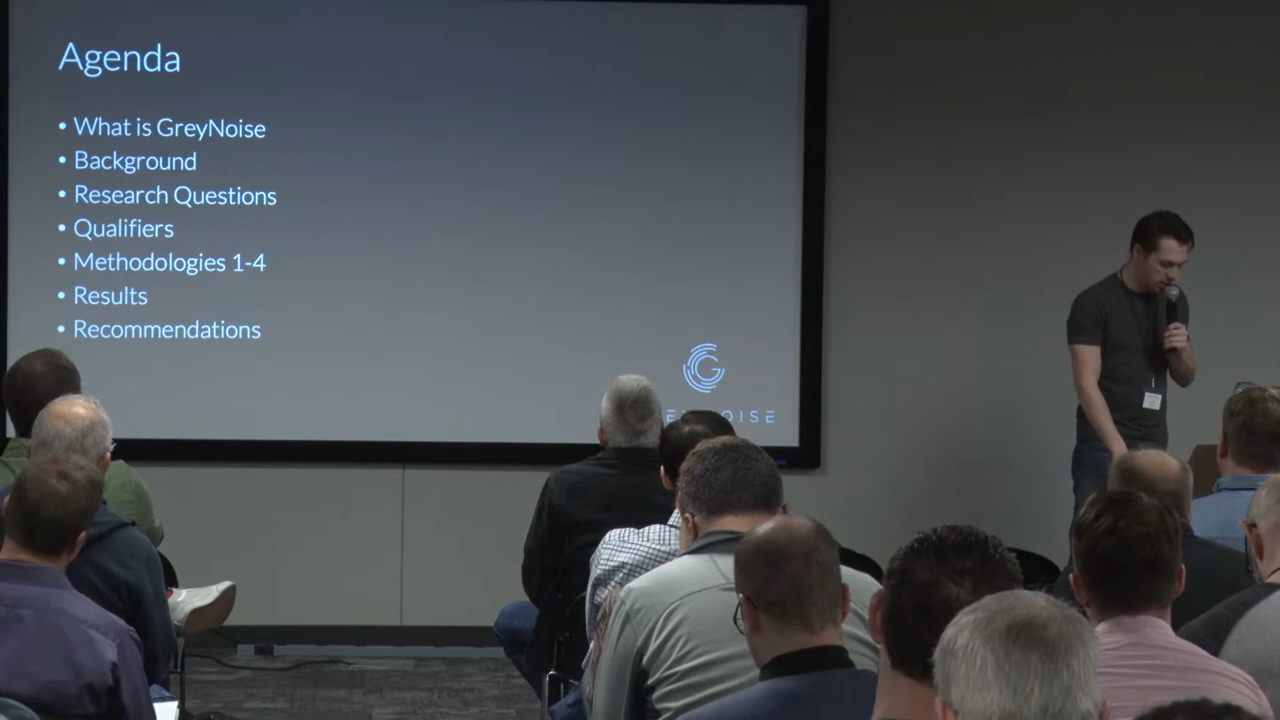 Agenda
• What is GreyNoise
• Background
• Research Questions
• Qualifiers
• Methodologies 1-4
• Results
• Recommendations